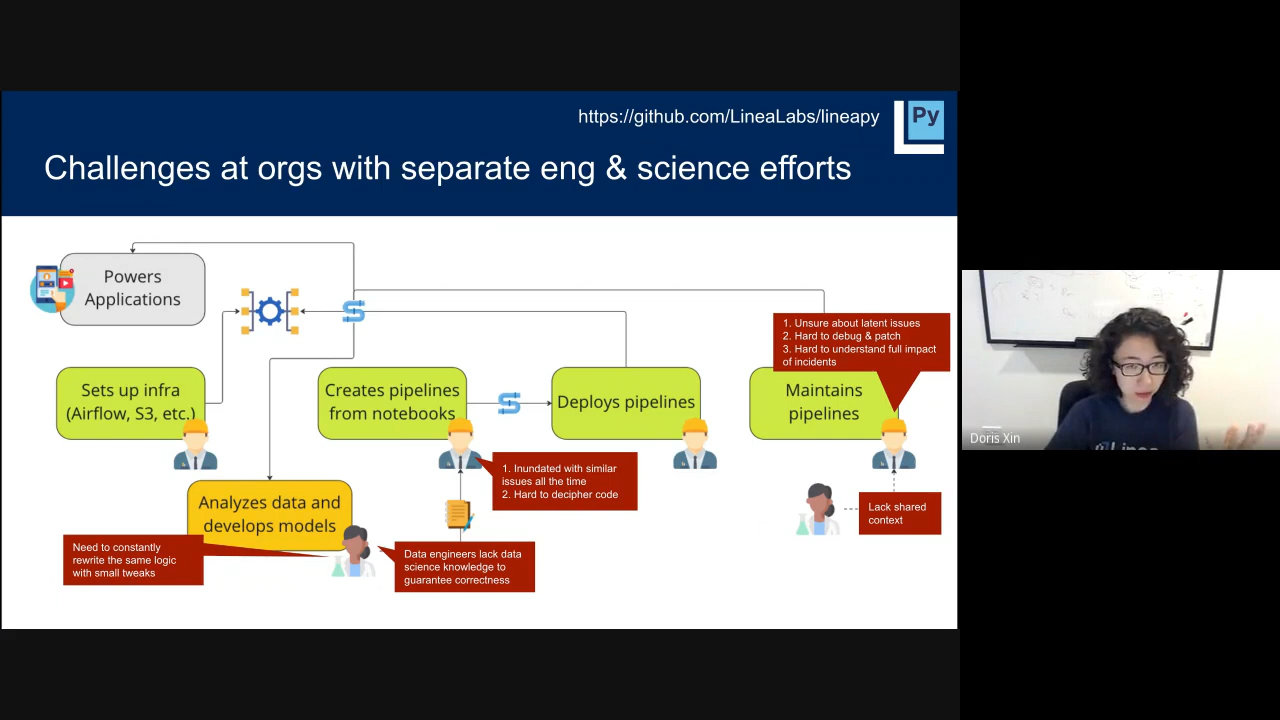 https://github.com/LineaLabs/lineapy
Py
Challenges at orgs with separate eng & science efforts
Powers
Applications
1. Unsure about latent issues
2. Hard to debug & patch
3. Hard to understand full impact
of incidents
Sets up infra
(Airflow, S3, etc.)
Creates pipelines
from notebooks
Deploys pipelines
Maintains
pipelines
1. Inundated with similar
issues all the time
2. Hard to decipher code
Analyzes data and
develops models
Lack shared
context
Need to constantly
rewrite the same logic
with small tweaks
Data engineers lack data
science knowledge to
guarantee correctness
Doris Xin
Linea